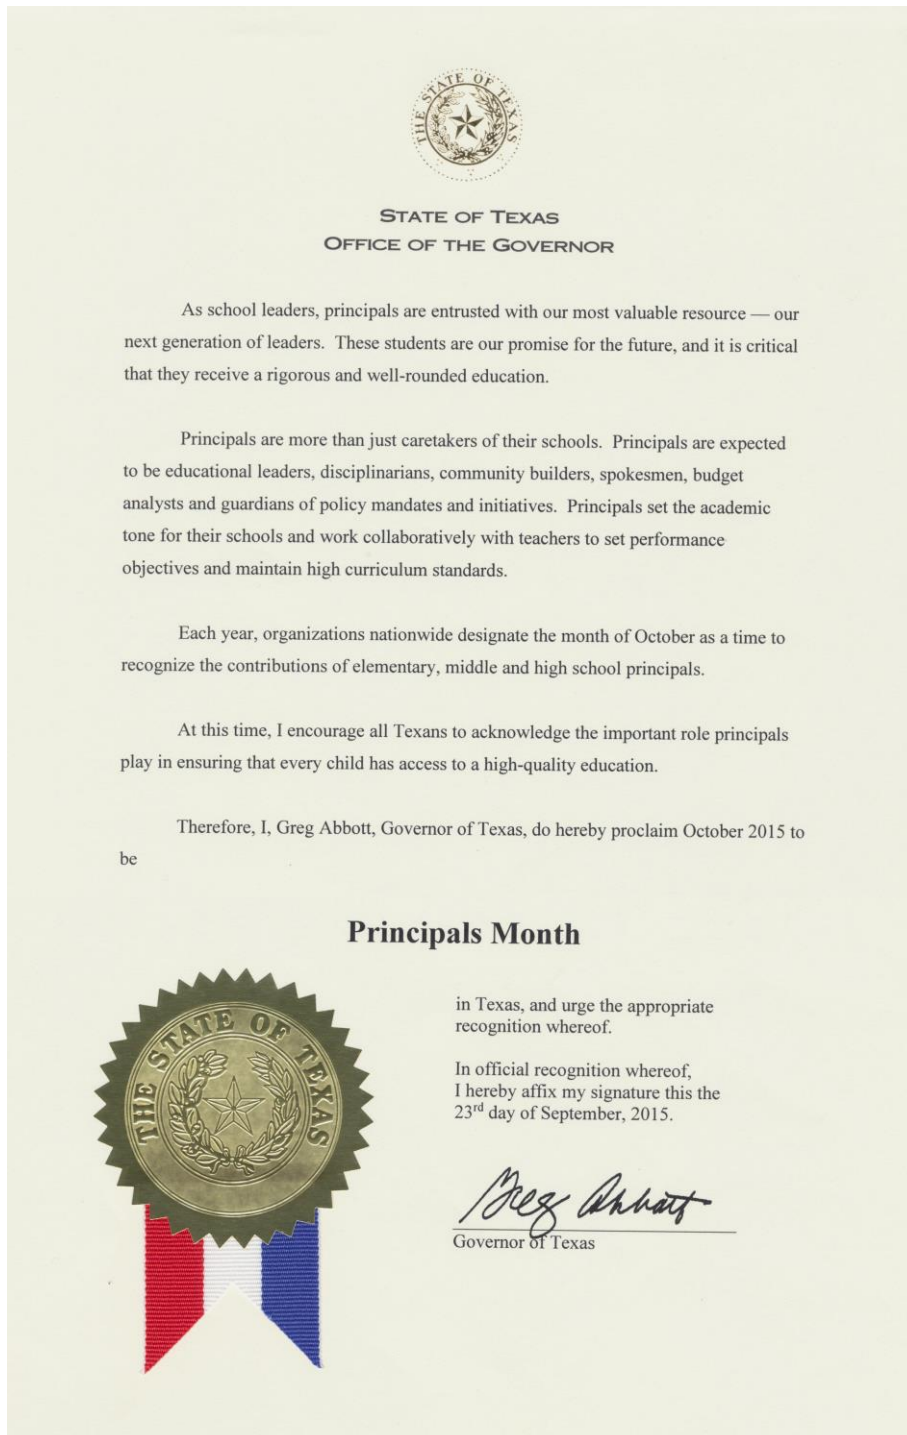 THE STATE OF TEXAS
STATE OF TEXAS
OFFICE OF THE GOVERNOR
As school leaders, principals are entrusted with our most valuable resource — our
next generation of leaders.  These students are our promise for the future, and it is critical
that they receive a rigorous and well-rounded education.
Principals are more than just caretakers of their schools.  Principals are expected
to be educational leaders, disciplinarians, community builders, spokesmen, budget
analysts and guardians of policy mandates and initiatives.  Principals set the academic
tone for their schools and work collaboratively with teachers to set performance
objectives and maintain high curriculum standards.
Each year, organizations nationwide designate the month of October as a time to
recognize the contributions of elementary, middle and high school principals.
At this time, I encourage all Texans to acknowledge the important role principals
play in ensuring that every child has access to a high-quality education.
Therefore, I, Greg Abbott, Governor of Texas, do hereby proclaim October 2015 to
be
Principals Month
THE STATE OF TEXAS
in Texas, and urge the appropriate
recognition whereof.
In official recognition whereof,
I hereby affix my signature this the
23rd day of September, 2015.
Greg Abbott
Governor of Texas